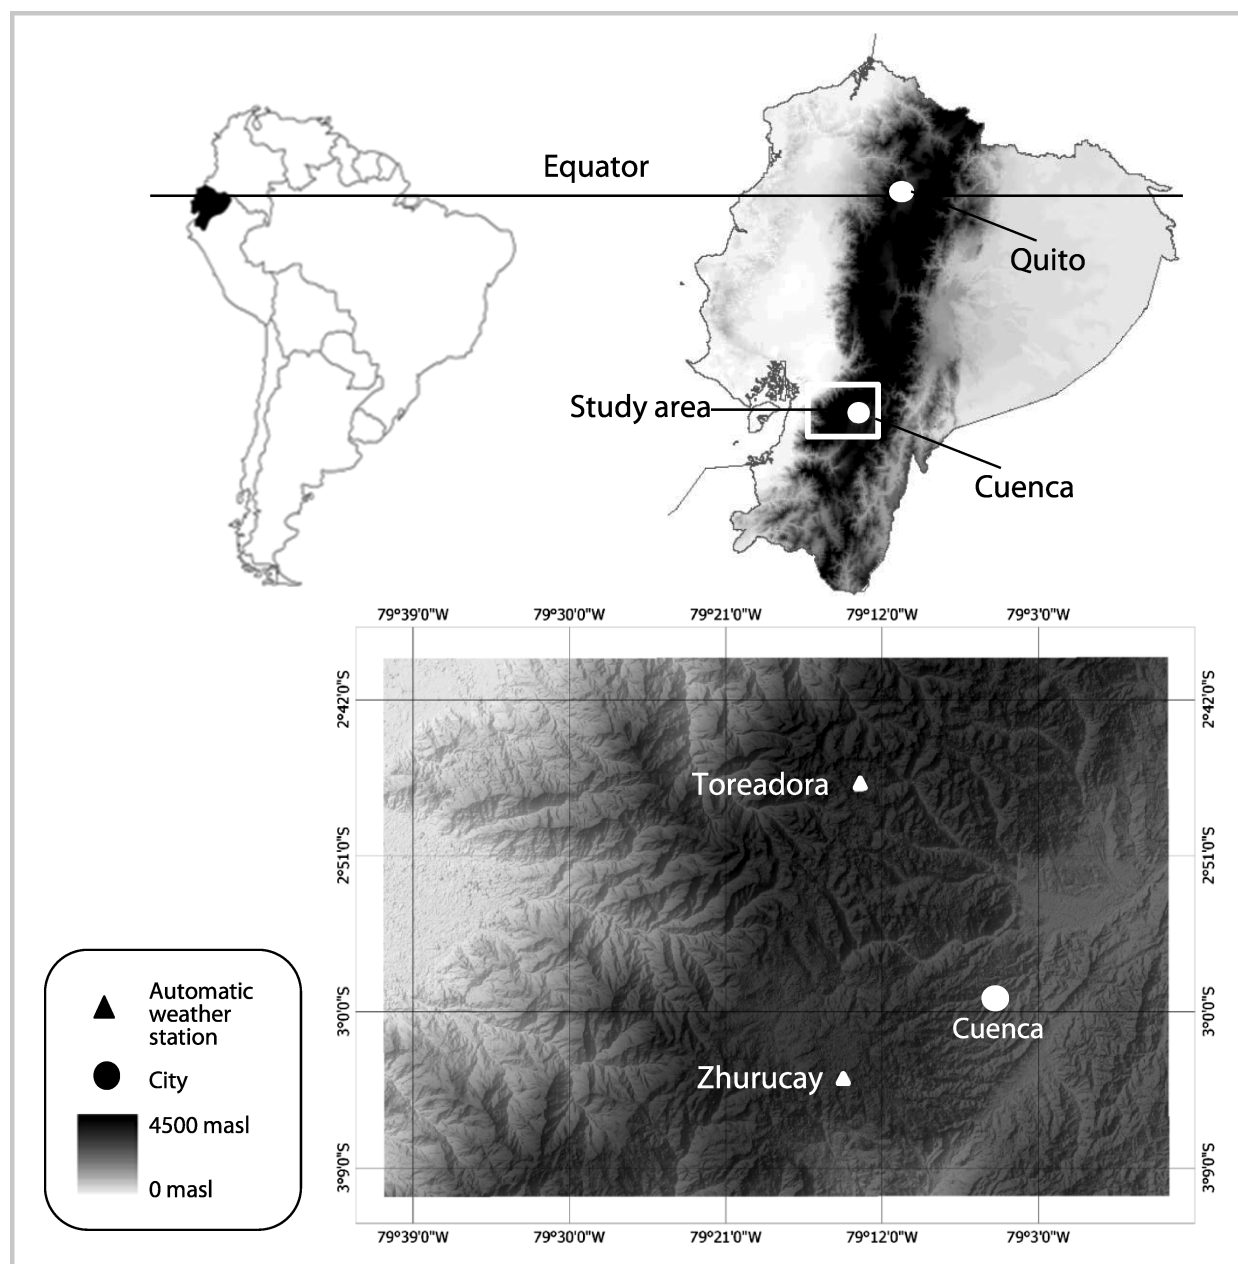 Equator
Quito
Study area
Cuenca
79°39'0"W
79°30'0"W
79°21'0"W
79°12'0"W
79°3'0"W
2°42'0"S
2°42'0"S
Toreadora
2°51'0"S
2°51'0"S
Automatic
weather
station
3°0'0"S
3°0'0"S
Cuenca
City
Zhurucay
4500 masl
0 masl
3°9'0"S
3°9'0"S
79°39'0"W
79°30'0"W
79°21'0"W
79°12'0"W
79°3'0"W